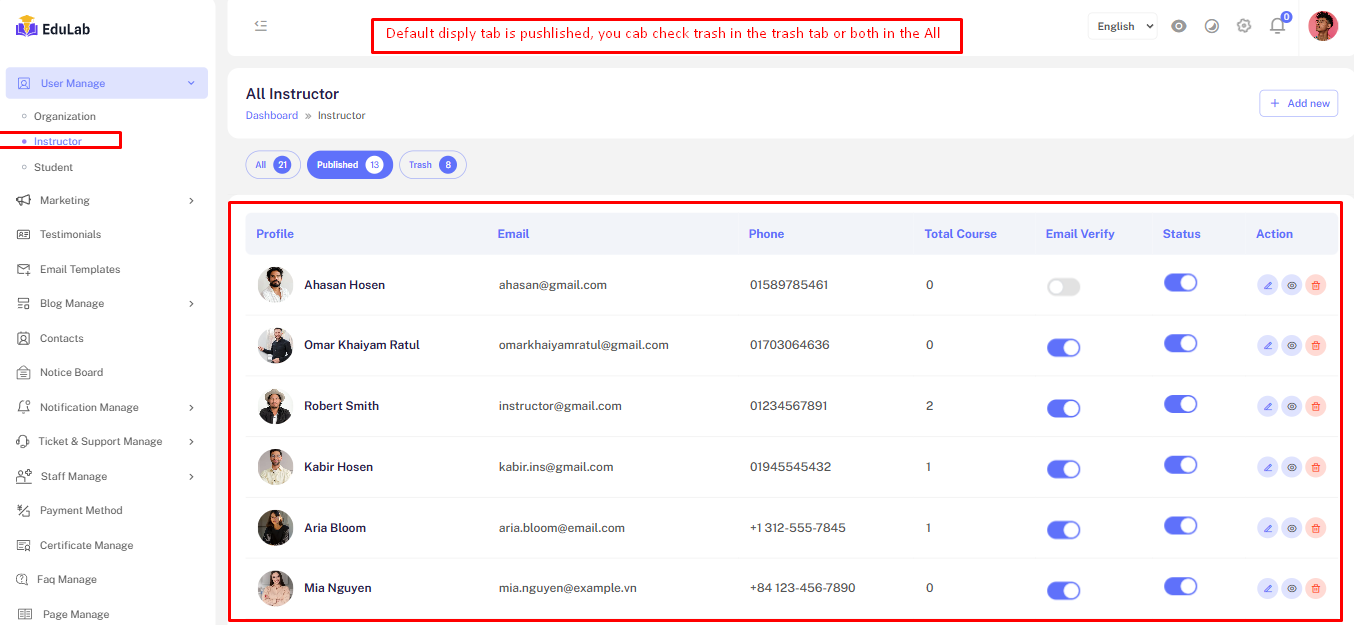 EduLab
Default disply tab is pushlished, you cab check trash in the trash tab or both in the All
English
0
User Manage
Organization
Instructor
Student
Marketing
Testimonials
Email Templates
Blog Manage
Contacts
Notice Board
Notification Manage
Ticket & Support Manage
Staff Manage
Payment Method
Certificate Manage
Faq Manage
Page Manage
All Instructor
Dashboard » Instructor
+ Add new
All 21 Published 13 Trash 8
Profile Email Phone Total Course Email Verify Status Action
Ahasan Hosen ahasan@gmail.com 01589785461 0
Omar Khaiyam Ratul omarkhaiyamratul@gmail.com 01703064636 0
Robert Smith instructor@gmail.com 01234567891 2
Kabir Hosen kabir.ins@gmail.com 01945545432 1
Aria Bloom aria.bloom@email.com +1 312-555-7845 1
Mia Nguyen mia.nguyen@example.vn +84 123-456-7890 0